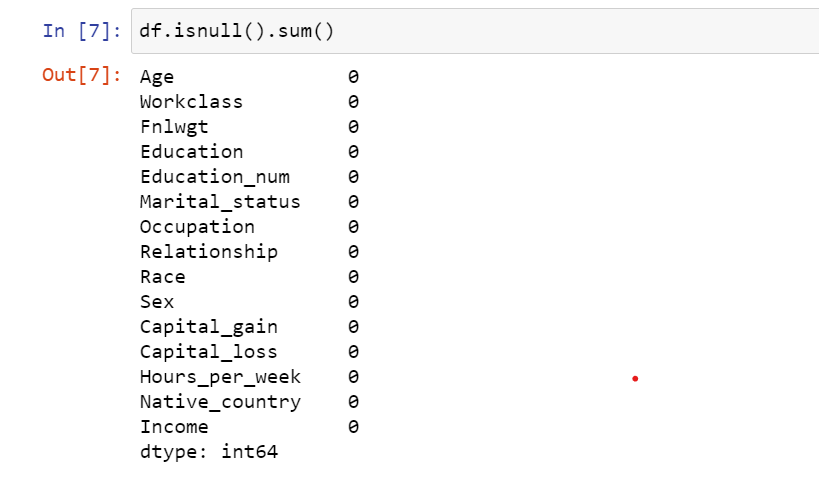 In [7]: df.isnull().sum()
Out[7]: Age 0
Workclass 0
Fnlwgt 0
Education 0
Education_num 0
Marital_status 0
Occupation 0
Relationship 0
Race 0
Sex 0
Capital_gain 0
Capital_loss 0
Hours_per_week 0
Native_country 0
Income 0
dtype: int64